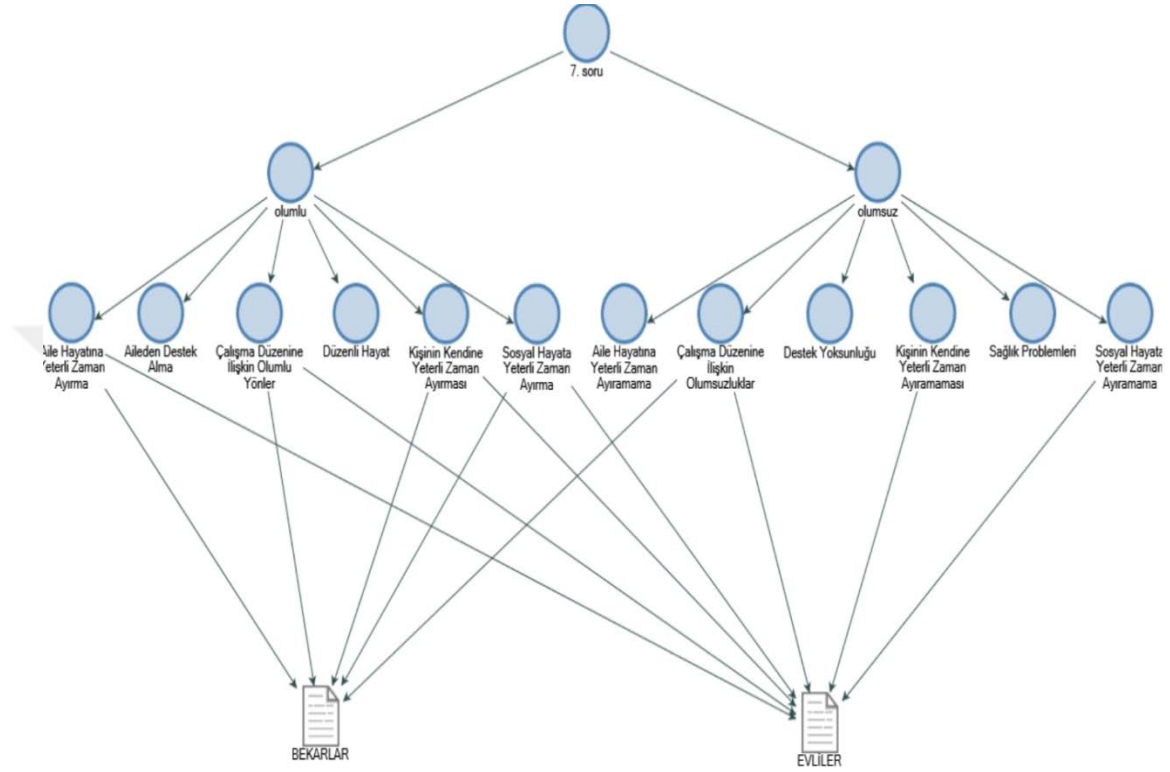 7. soru
olumlu
olumsuz
Aile Hayatına
Yeterli Zaman
Ayırma
Aileden Destek
Alma
Çalışma Düzenine
İlişkin Olumlu
Yönler
Düzenli Hayat
Kişinin Kendine
Yeterli Zaman
Ayırması
Sosyal Hayata
Yeterli Zaman
Ayırma
Aile Hayatına
Yeterli Zaman
Ayıramama
Çalışma Düzenine
İlişkin
Olumsuzluklar
Destek Yoksunluğu
Kişinin Kendine
Yeterli Zaman
Ayıramaması
Sağlık Problemleri
Sosyal Hayata
Yeterli Zaman
Ayıramama
BEKARLAR
EVLİLER